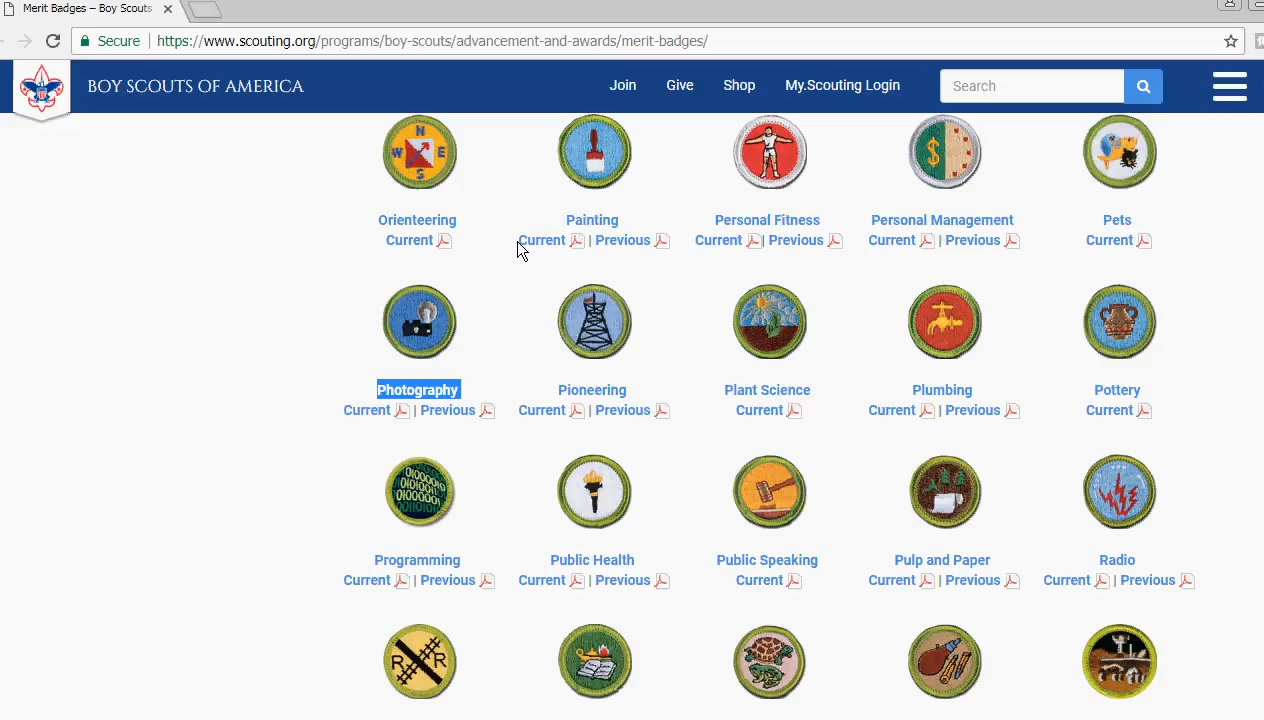 Merit Badges – Boy Scouts
Secure | https://www.scouting.org/programs/boy-scouts/advancement-and-awards/merit-badges/
BOY SCOUTS OF AMERICA Join Give Shop My.Scouting Login Search
N
W E
S
$
Orienteering Painting Personal Fitness Personal Management Pets
Current Current | Previous Current | Previous Current | Previous Current
Photography Pioneering Plant Science Plumbing Pottery
Current | Previous Current | Previous Current Current | Previous Current
Programming Public Health Public Speaking Pulp and Paper Radio
Current | Previous Current | Previous Current Current | Previous Current | Previous
R R